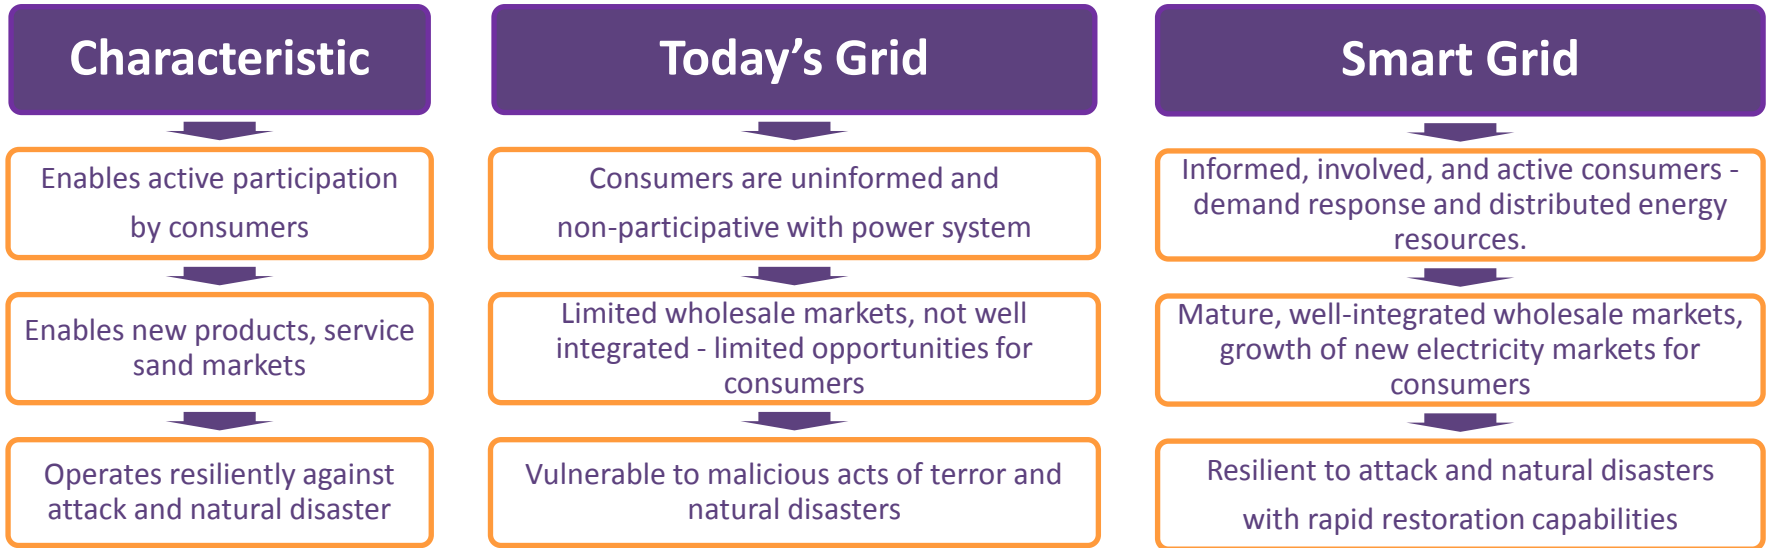 Characteristic
Today's Grid
Smart Grid
Enables active participation
by consumers
Consumers are uninformed and
non-participative with power system
Informed, involved, and active consumers -
demand response and distributed energy
resources.
Enables new products, service
sand markets
Limited wholesale markets, not well
integrated - limited opportunities for
consumers
Mature, well-integrated wholesale markets,
growth of new electricity markets for
consumers
Operates resiliently against
attack and natural disaster
Vulnerable to malicious acts of terror and
natural disasters
Resilient to attack and natural disasters
with rapid restoration capabilities